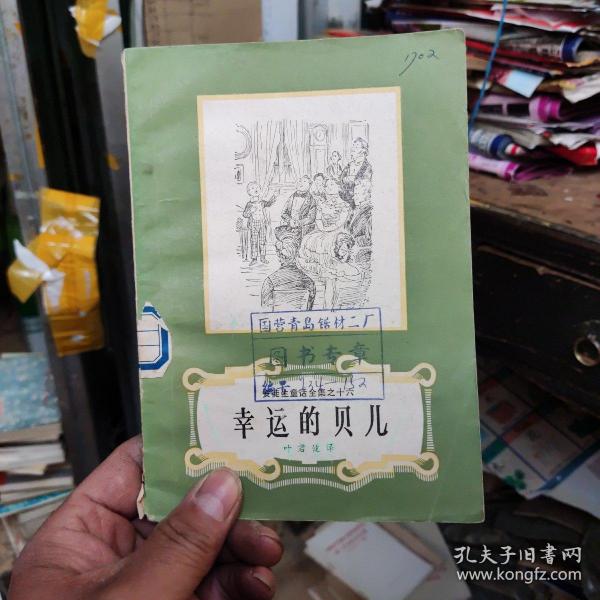 1702
国营青岛锯材二厂
图书专章
安徒生童话全集之十六
幸运的贝儿
叶君健译
孔夫子旧书网
www.kongfz.com